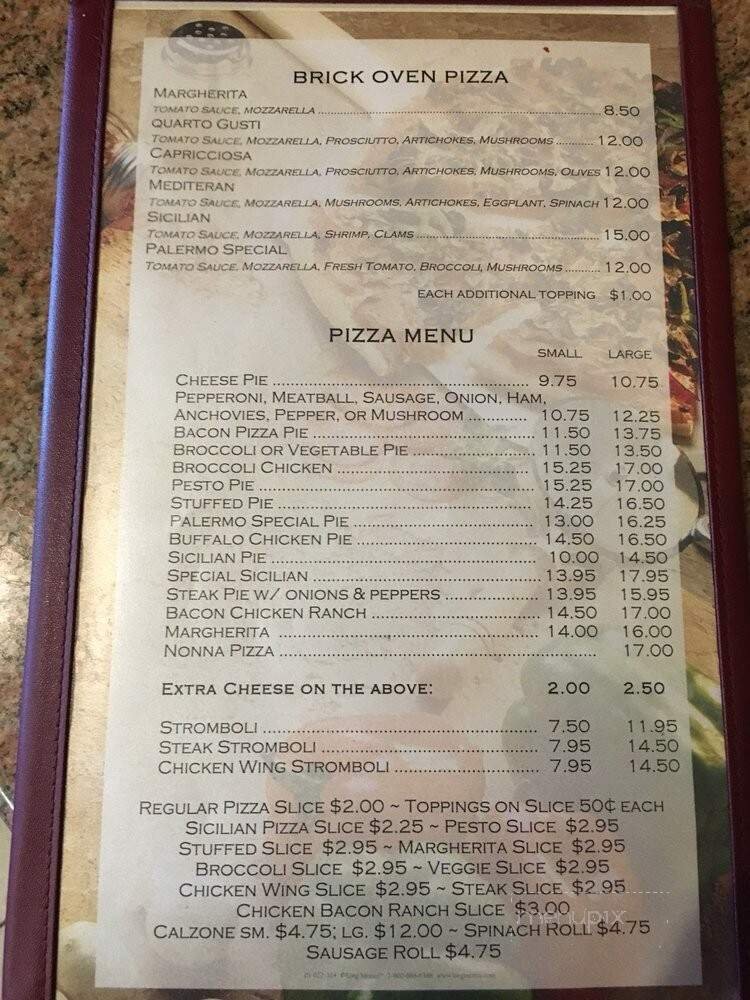 BRICK OVEN PIZZA
MARGHERITA
TOMATO SAUCE, MOZZARELLA ........ 8.50
QUARTO GUSTI
TOMATO SAUCE, MOZZARELLA, PROSCIUTTO, ARTICHOKES, MUSHROOMS ........ 12.00
CAPRICCIOSA
TOMATO SAUCE, MOZZARELLA, PROSCIUTTO, ARTICHOKES, MUSHROOMS, OLIVES 12.00
MEDITERAN
TOMATO SAUCE, MOZZARELLA, MUSHROOMS, ARTICHOKES, EGGPLANT, SPINACH 12.00
SICILIAN
TOMATO SAUCE, MOZZARELLA, SHRIMP, CLAMS ........ 15.00
PALERMO SPECIAL
TOMATO SAUCE, MOZZARELLA, FRESH TOMATO, BROCCOLI, MUSHROOMS ........ 12.00
EACH ADDITIONAL TOPPING $1.00
PIZZA MENU
SMALL LARGE
CHEESE PIE ........ 9.75 10.75
PEPPERONI, MEATBALL, SAUSAGE, ONION, HAM,
ANCHOVIES, PEPPER, OR MUSHROOM ........ 10.75 12.25
BACON PIZZA PIE ........ 11.50 13.75
BROCCOLI OR VEGETABLE PIE ........ 11.50 13.50
BROCCOLI CHICKEN ........ 15.25 17.00
PESTO PIE ........ 15.25 17.00
STUFFED PIE ........ 14.25 16.50
PALERMO SPECIAL PIE ........ 13.00 16.25
BUFFALO CHICKEN PIE ........ 14.50 16.50
SICILIAN PIE ........ 10.00 14.50
SPECIAL SICILIAN ........ 13.95 17.95
STEAK PIE W/ ONIONS & PEPPERS ........ 13.95 15.95
BACON CHICKEN RANCH ........ 14.50 17.00
MARGHERITA ........ 14.00 16.00
NONNA PIZZA ........ 17.00
EXTRA CHEESE ON THE ABOVE: 2.00 2.50
STROMBOLI ........ 7.50 11.95
STEAK STROMBOLI ........ 7.95 14.50
CHICKEN WING STROMBOLI ........ 7.95 14.50
REGULAR PIZZA SLICE $2.00 ~ TOPPINGS ON SLICE 50¢ EACH
SICILIAN PIZZA SLICE $2.25 ~ PESTO SLICE $2.95
STUFFED SLICE $2.95 ~ MARGHERITA SLICE $2.95
BROCCOLI SLICE $2.95 ~ VEGGIE SLICE $2.95
CHICKEN WING SLICE $2.95 ~ STEAK SLICE $2.95
CHICKEN BACON RANCH SLICE $3.00
menupix
CALZONE SM. $4.75; LG. $12.00 ~ SPINACH ROLL $4.75
SAUSAGE ROLL $4.75